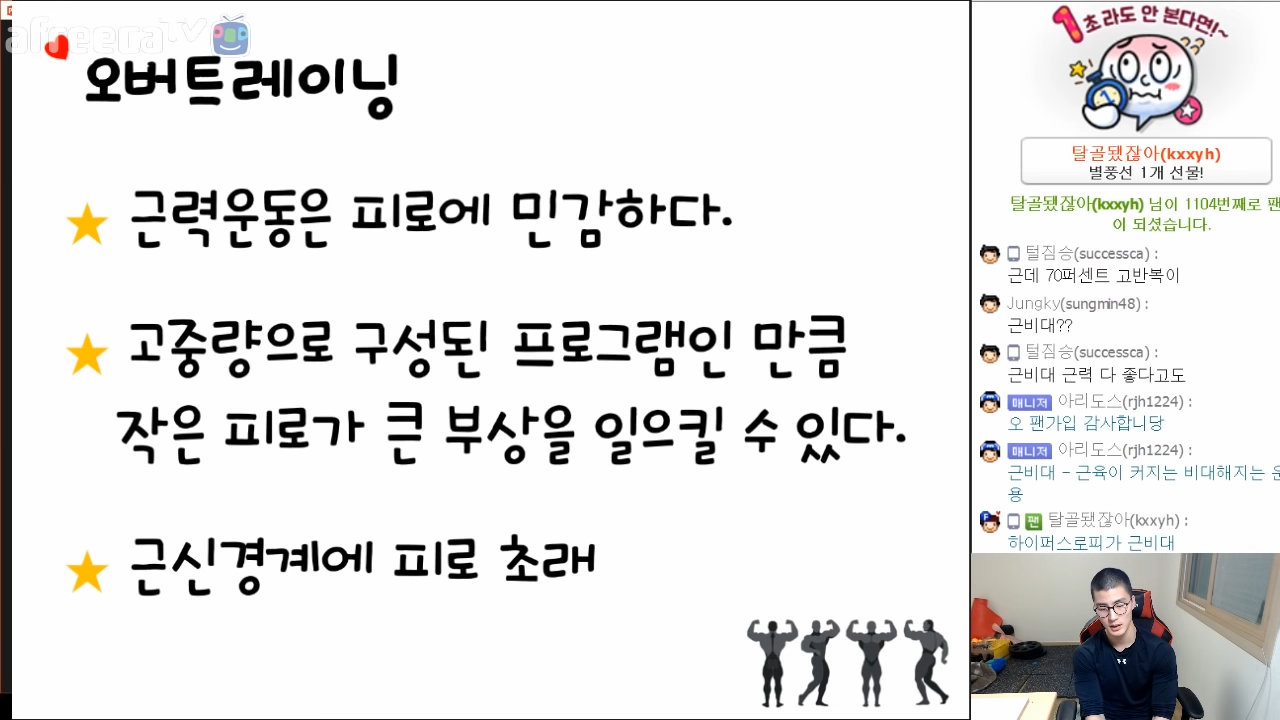 afreecaTV
오버트레이닝
근력운동은 피로에 민감하다.
고중량으로 구성된 프로그램인 만큼
작은 피로가 큰 부상을 일으킬 수 있다.
근신경계에 피로 초래
1초라도 안 본다면!~
탈골됐잖아(kxxyh)
별풍선 1개 선물!
탈골됐잖아(kxxyh) 님이 1104번째로 팬
이 되셨습니다.
털짐승(successca) :
근데 70퍼센트 고반복이
Jungky(sungmin48) :
근비대??
털짐승(successca) :
근비대 근력 다 좋다고도
매니저 아리도스(rjh1224) :
오 팬가입 감사합니당
매니저 아리도스(rjh1224) :
근비대 - 근육이 커지는 비대해지는 운
용
팬 탈골됐잖아(kxxyh) :
하이퍼스로피가 근비대